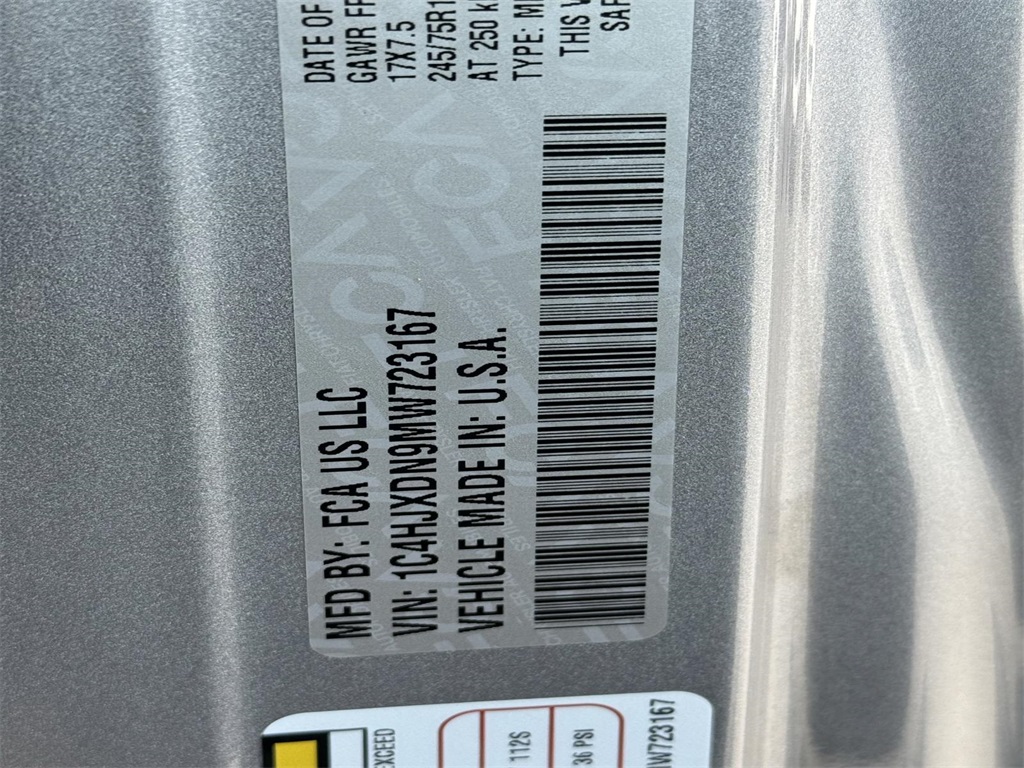 MFD BY: FCA US LLC
VIN: 1C4HJXDN9MW723167
VEHICLE MADE IN: U.S.A.
DATE OF
GAWR FR
17X7.5
245/75R1
AT 250 k
TYPE: M
THIS V
SAF
EXCEED
112S
36 PSI
W723167